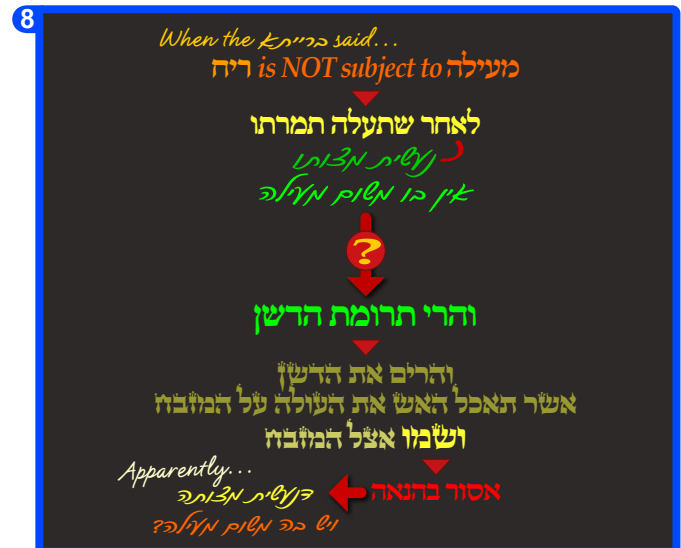 8
When the ברייתא said...
ריח is NOT subject to מעילה
לאחר שתעלה תמרתו
נעשית מצותו
אין בו משום מעילה
?
והרי תרומת הדשן
והרים את הדשן
אשר תאכל האש את העולה על המזבח
ושמו אצל המזבח
Apparently...
אסור בהנאה
דנעשית מצותה
ויש בה משום מעילה?